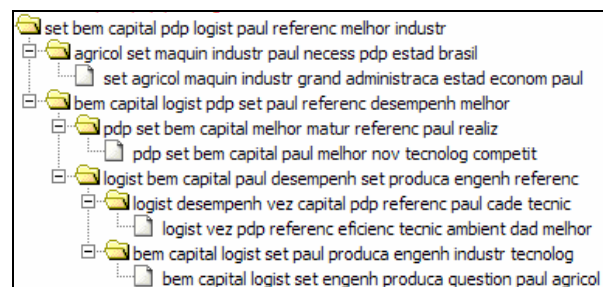 set bem capital pdp logist paul referenc melhor industr
agricol set maquin industr paul necess pdp estad brasil
set agricol maquin industr grand administraca estad econom paul
bem capital logist pdp set paul referenc desempenh melhor
pdp set bem capital melhor matur referenc paul realiz
pdp set bem capital paul melhor nov tecnolog competit
logist bem capital paul desempenh set produca engenh referenc
logist desempenh vez capital pdp referenc paul cade tecnic
logist vez pdp referenc eficienc tecnic ambient dad melhor
bem capital logist set paul produca engenh industr tecnolog
bem capital logist set engenh produca question paul agricol